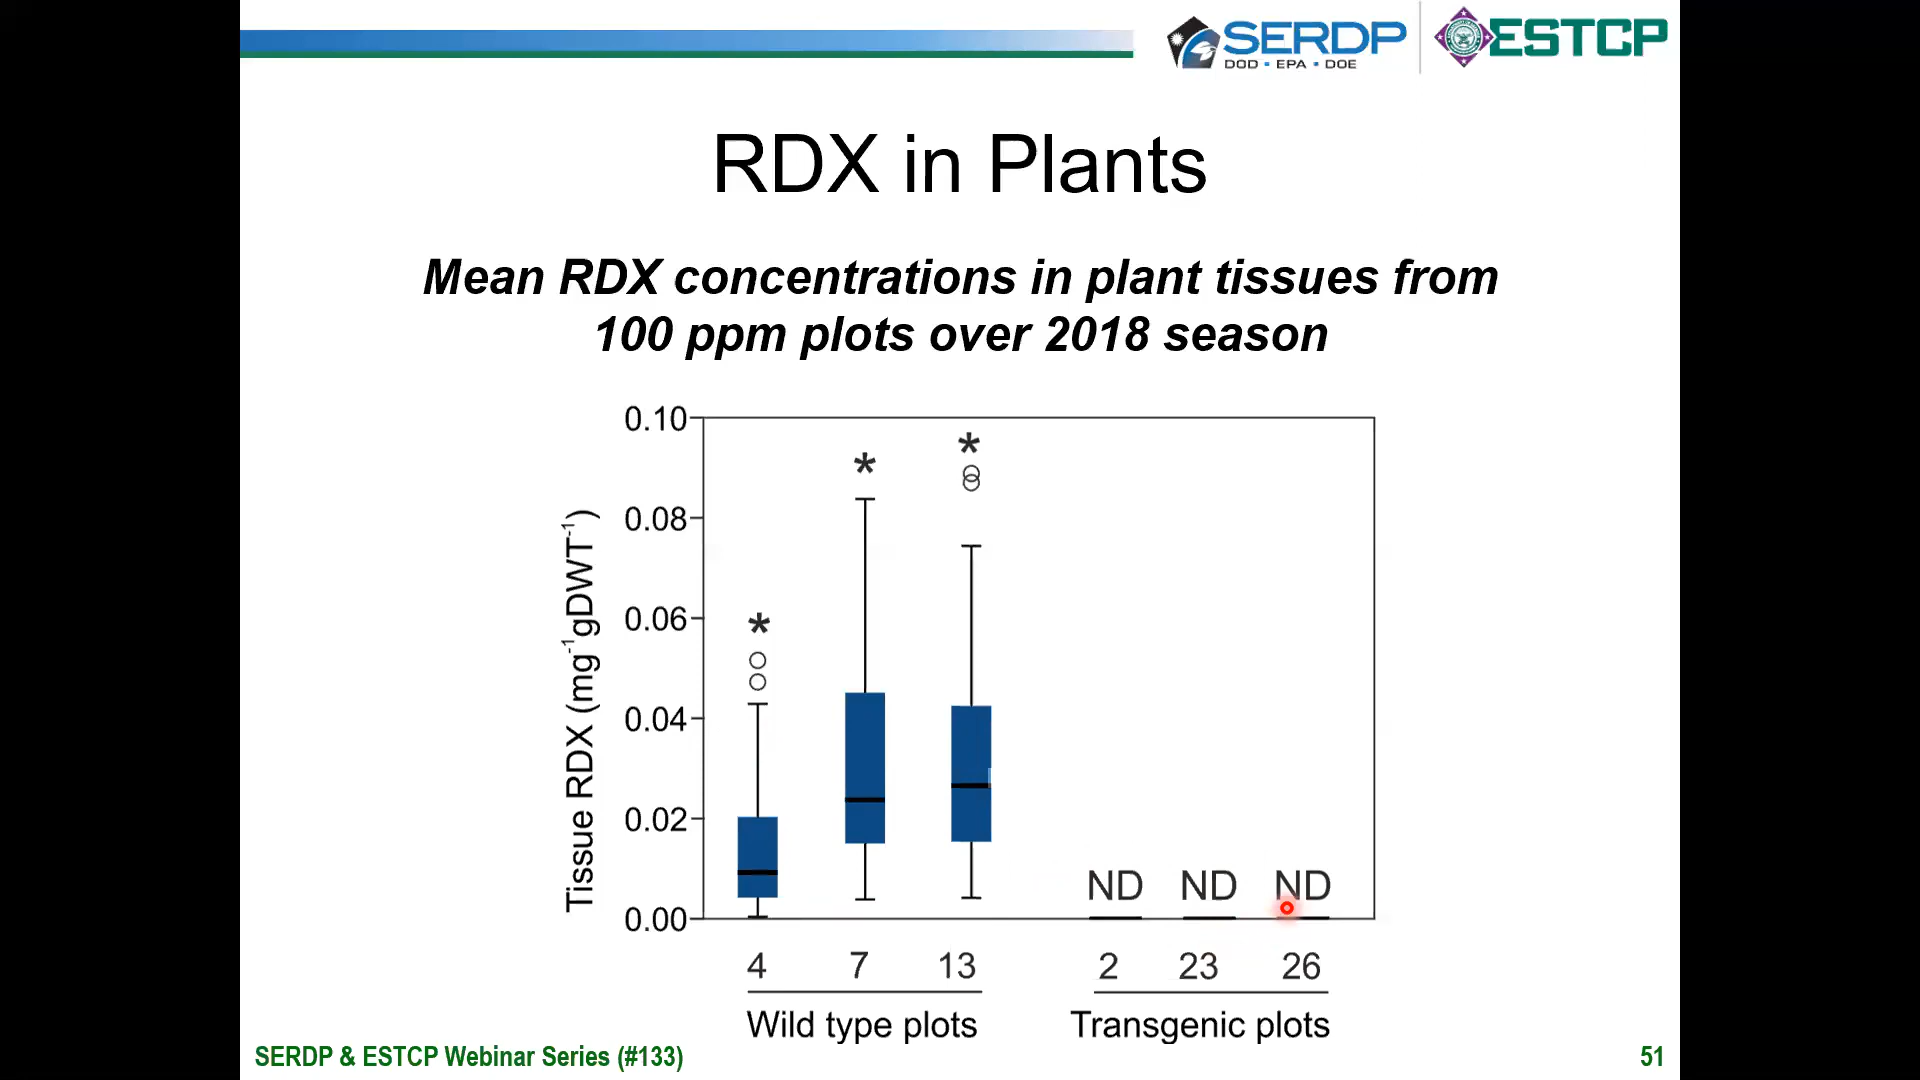 SERDP
DOD • EPA • DOE
ESTCP
RDX in Plants
Mean RDX concentrations in plant tissues from
100 ppm plots over 2018 season
Tissue RDX (mg⁻¹gDWT⁻¹)
0.10
0.08
0.06
0.04
0.02
0.00
*
*
*
ND ND ND
4 7 13 2 23 26
Wild type plots Transgenic plots
SERDP & ESTCP Webinar Series (#133)
51